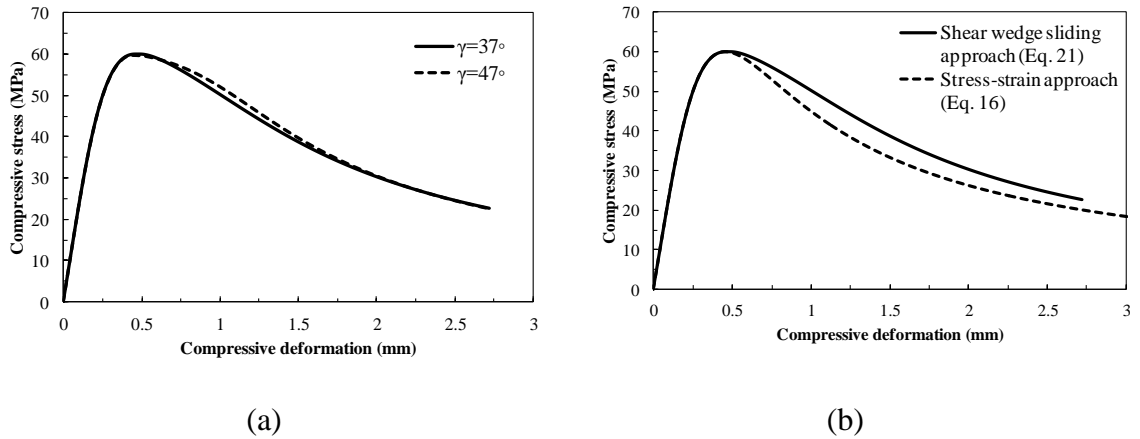 70
60
50
40
30
20
10
0
Compressive stress (MPa)
γ=37◦
γ=47◦
0 0.5 1 1.5 2 2.5 3
Compressive deformation (mm)
(a)
70
60
50
40
30
20
10
0
Compressive stress (MPa)
Shear wedge sliding
approach (Eq. 21)
Stress-strain approach
(Eq. 16)
0 0.5 1 1.5 2 2.5 3
Compressive deformation (mm)
(b)